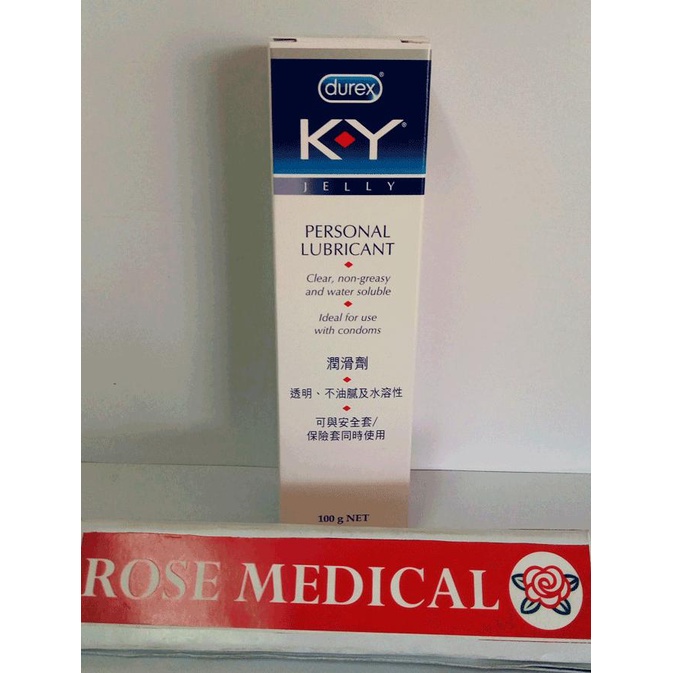 durex®
K·Y®
JELLY
PERSONAL
LUBRICANT
Clear, non-greasy
and water soluble
Ideal for use
with condoms
潤滑劑
透明、不油膩及水溶性
可與安全套/
保險套同時使用
100 g NET
ROSE MEDICAL